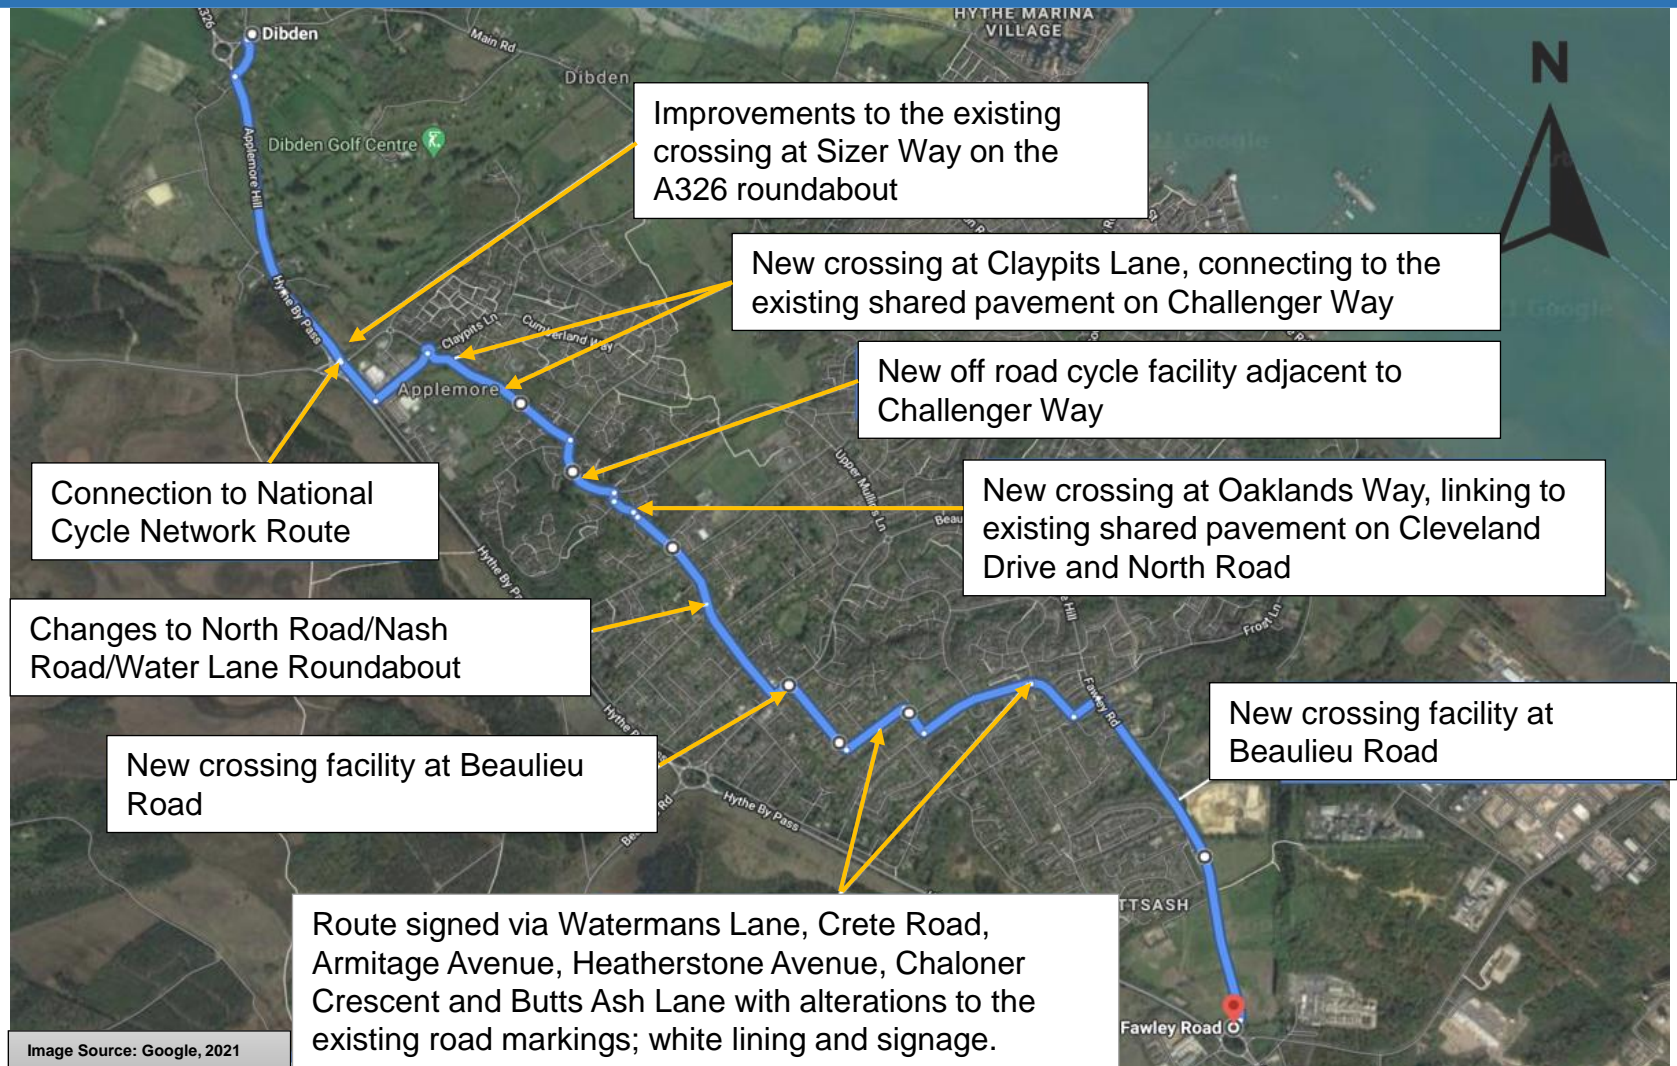 A326
Dibden
Main Rd
HYTHE MARINA
VILLAGE
N
Dibden
Applemore Hill
Dibden Golf Centre
Improvements to the existing
crossing at Sizer Way on the
A326 roundabout
New crossing at Claypits Lane, connecting to the
existing shared pavement on Challenger Way
Hythe By Pass
Claypits Ln
Cumberland Way
Applemore
New off road cycle facility adjacent to
Challenger Way
Upper Mullins Ln
Connection to National
Cycle Network Route
New crossing at Oaklands Way, linking to
existing shared pavement on Cleveland
Drive and North Road
Beau
Hythe By Pa
Hill
Frost Ln
Changes to North Road/Nash
Road/Water Lane Roundabout
Fawley Rd
New crossing facility at
Beaulieu Road
New crossing facility at Beaulieu
Road
Hythe B
Hythe By Pass
Rd
TTSASH
Route signed via Watermans Lane, Crete Road,
Armitage Avenue, Heatherstone Avenue, Chaloner
Crescent and Butts Ash Lane with alterations to the
existing road markings; white lining and signage.
Fawley Road
Image Source: Google, 2021